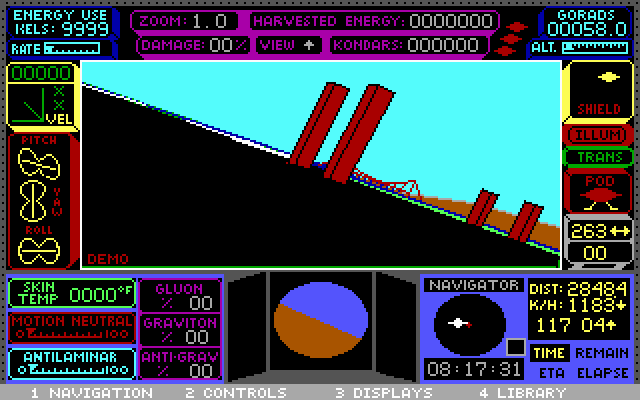 ENERGY USE
KELS: 9999
RATE
ZOOM: 1.0
HARVESTED ENERGY: 0000000
DAMAGE: 00%
VIEW ↑
KONDARS: 000000
GORADS
00058.0
ALT.
00000
X
X
VEL
PITCH
YAW
ROLL
DEMO
SHIELD
ILLUM
TRANS
POD
263↔
00
SKIN
TEMP 0000°F
MOTION NEUTRAL
0 100
ANTILAMINAR
0 100
GLUON
% 00
GRAVITON
% 00
ANTI-GRAV
% 00
NAVIGATOR
08:17:31
DIST: 28484
K/H: 1183↑
117 04↑
TIME REMAIN
ETA ELAPSE
1 NAVIGATION 2 CONTROLS 3 DISPLAYS 4 LIBRARY